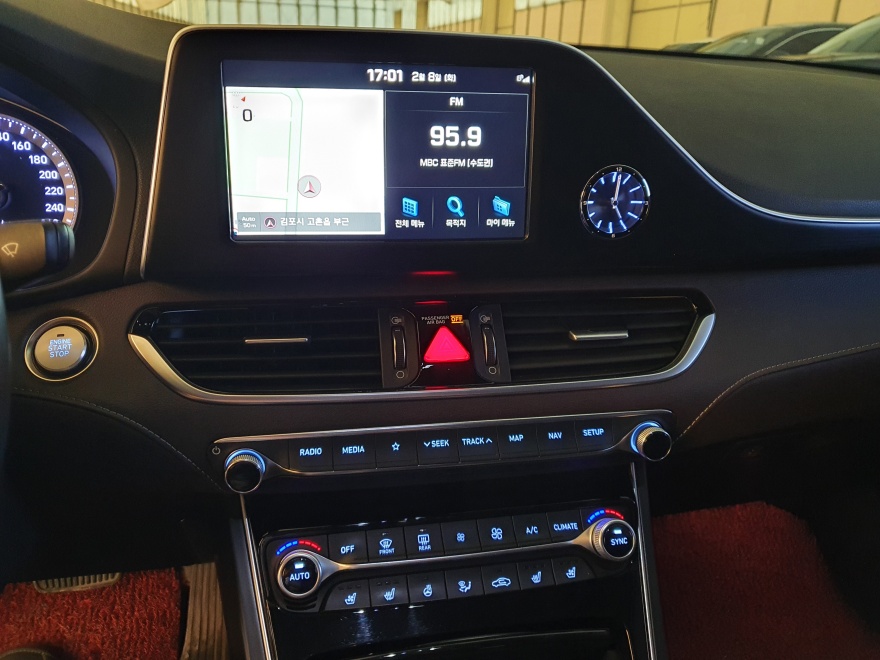 17:01 2월 8일 (화)
0
FM
95.9
MBC 표준FM (수도권)
Auto
50m
김포시 고촌읍 부근
전체 메뉴
목적지
마이 메뉴
160
180
200
220
240
12
PASSENGER
AIR BAG OFF
ENGINE
START
STOP
RADIO
MEDIA
SEEK
TRACK
MAP
NAV
SETUP
OFF
FRONT
REAR
A/C
CLIMATE
AUTO
SYNC